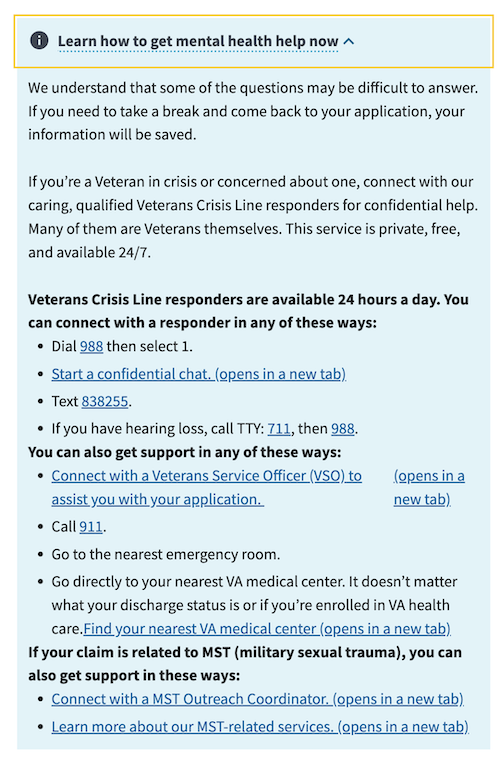 Learn how to get mental health help now
We understand that some of the questions may be difficult to answer.
If you need to take a break and come back to your application, your
information will be saved.
If you're a Veteran in crisis or concerned about one, connect with our
caring, qualified Veterans Crisis Line responders for confidential help.
Many of them are Veterans themselves. This service is private, free,
and available 24/7.
Veterans Crisis Line responders are available 24 hours a day. You
can connect with a responder in any of these ways:
• Dial 988 then select 1.
• Start a confidential chat. (opens in a new tab)
• Text 838255.
• If you have hearing loss, call TTY: 711, then 988.
You can also get support in any of these ways:
• Connect with a Veterans Service Officer (VSO) to (opens in a
assist you with your application. new tab)
• Call 911.
• Go to the nearest emergency room.
• Go directly to your nearest VA medical center. It doesn't matter
what your discharge status is or if you're enrolled in VA health
care.Find your nearest VA medical center (opens in a new tab)
If your claim is related to MST (military sexual trauma), you can
also get support in these ways:
• Connect with a MST Outreach Coordinator. (opens in a new tab)
• Learn more about our MST-related services. (opens in a new tab)